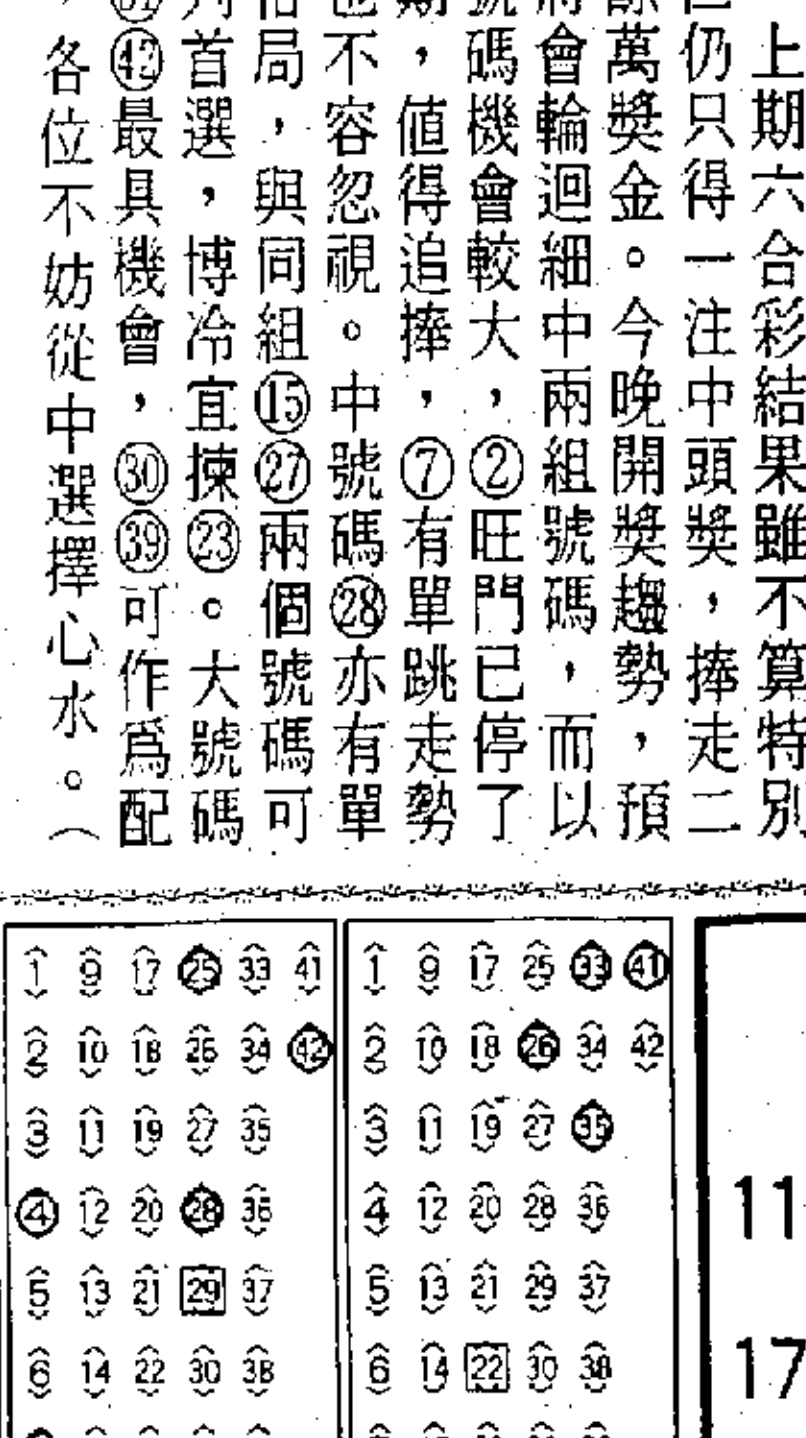 上期六合彩結果雖不算特別
仍只得一注中頭獎，捧走二
萬獎金。今晚開獎趨勢，預
會輪迴細中兩組號碼，而以
碼機會較大，②旺門已停了
，值得追捧，⑦有單跳走勢
不容忽視。中號碼㉘亦有單
局，與同組⑮㉗兩個號碼可
首選，博冷宜揀㉓。大號碼
㊷最具機會，㉚㊴可作爲配
各位不妨從中選擇心水。（
1 9 17 25 33 41
2 10 18 26 34 42
3 11 19 27 35
4 12 20 28 36
5 13 21 29 37
6 14 22 30 38
1 9 17 25 33 41
2 10 18 26 34 42
3 11 19 27 35
4 12 20 28 36
5 13 21 29 37
6 14 22 30 38
11
17